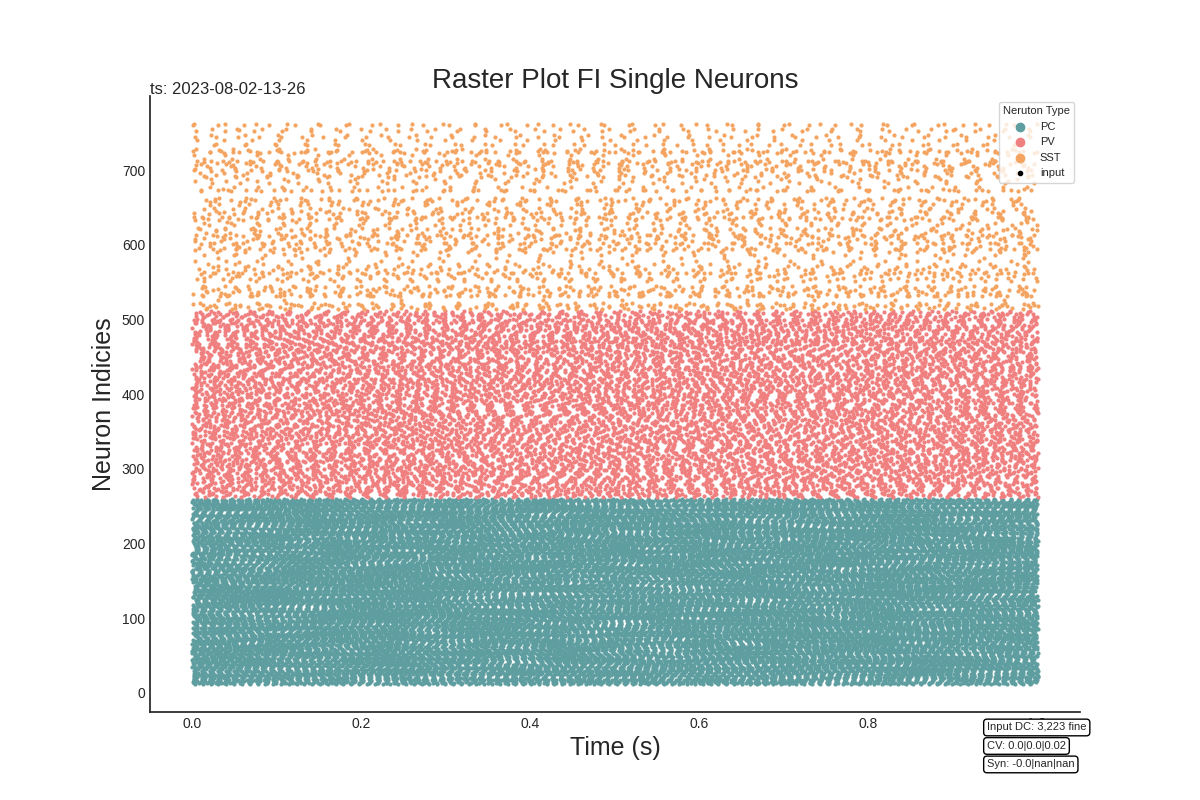 Raster Plot FI Single Neurons
ts: 2023-08-02-13-26
Neruton Type
PC
PV
SST
input
Neuron Indicies
700
600
500
400
300
200
100
0
0.0 0.2 0.4 0.6 0.8
Time (s)
Input DC: 3,223 fine
CV: 0.0|0.0|0.02
Syn: -0.0|nan|nan